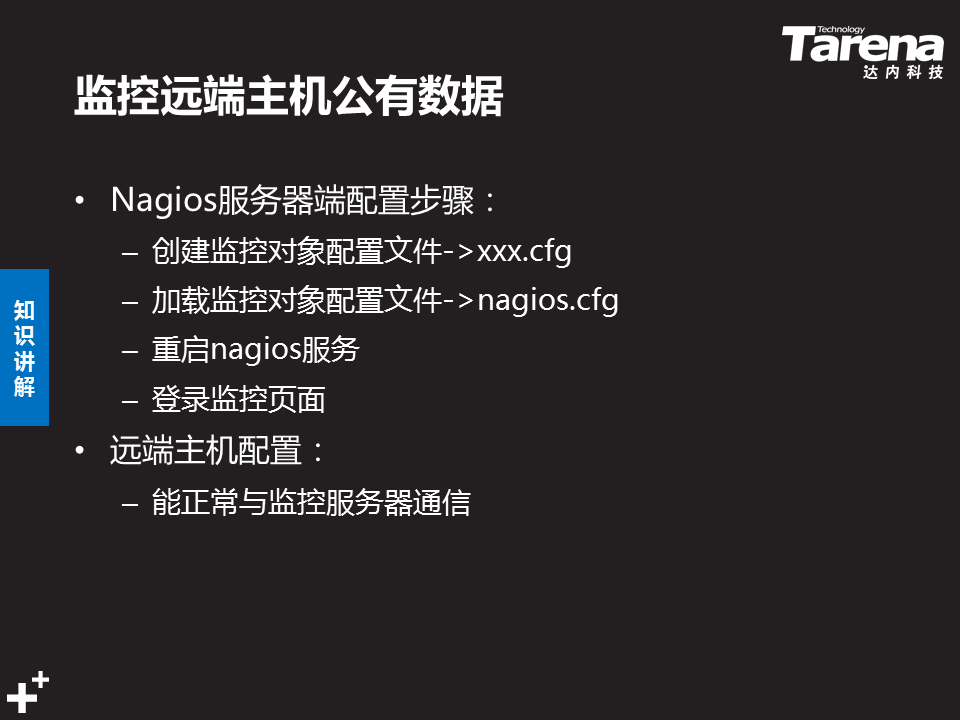 Technology
Tarena
达内科技
监控远端主机公有数据
• Nagios服务器端配置步骤：
– 创建监控对象配置文件->xxx.cfg
– 加载监控对象配置文件->nagios.cfg
– 重启nagios服务
– 登录监控页面
• 远端主机配置：
– 能正常与监控服务器通信
知
识
讲
解